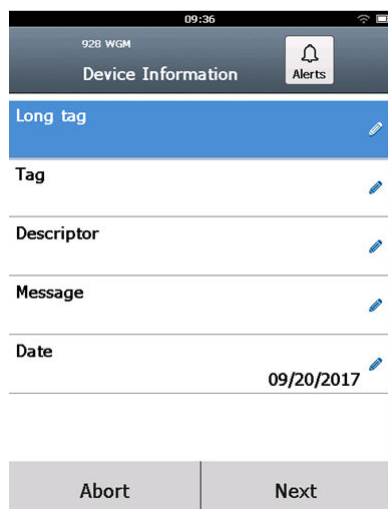 09:36
928 WGM
Device Information
Alerts
Long tag
Tag
Descriptor
Message
Date
09/20/2017
Abort
Next